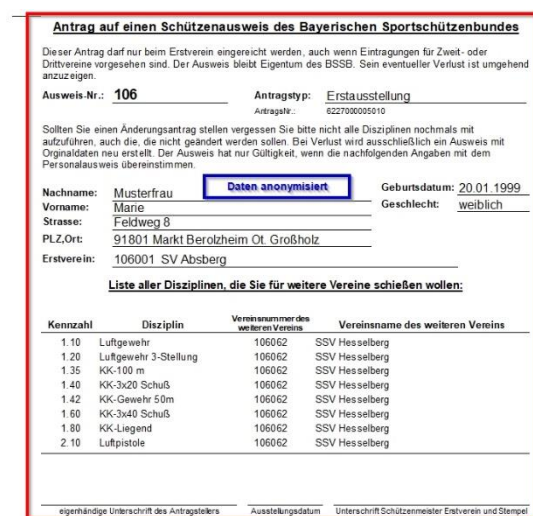 Antrag auf einen Schützenausweis des Bayerischen Sportschützenbundes
Dieser Antrag darf nur beim Erstverein eingereicht werden, auch wenn Eintragungen für Zweit- oder
Drittvereine vorgesehen sind. Der Ausweis bleibt Eigentum des BSSB. Sein eventueller Verlust ist umgehend
anzuzeigen.
Ausweis-Nr.: 106 Antragstyp: Erstausstellung
AntragsNr.: 6227000005010
Sollten Sie einen Änderungsantrag stellen vergessen Sie bitte nicht alle Disziplinen nochmals mit
aufzuführen, auch die, die nicht geändert werden sollen. Bei Verlust wird ausschließlich ein Ausweis mit
Orginaldaten neu erstellt. Der Ausweis hat nur Gültigkeit, wenn die nachfolgenden Angaben mit dem
Personalausweis übereinstimmen.
Nachname: Musterfrau Daten anonymisiert Geburtsdatum: 20.01.1999
Vorname: Marie Geschlecht: weiblich
Strasse: Feldweg 8
PLZ,Ort: 91801 Markt Berolzheim Ot. Großholz
Erstverein: 106001 SV Absberg
Liste aller Disziplinen, die Sie für weitere Vereine schießen wollen:
Kennzahl Disziplin Vereinsnummer des weiteren Vereins Vereinsname des weiteren Vereins
1.10 Luftgewehr 106062 SSV Hesselberg
1.20 Luftgewehr 3-Stellung 106062 SSV Hesselberg
1.35 KK-100 m 106062 SSV Hesselberg
1.40 KK-3x20 Schuß 106062 SSV Hesselberg
1.42 KK-Gewehr 50m 106062 SSV Hesselberg
1.60 KK-3x40 Schuß 106062 SSV Hesselberg
1.80 KK-Liegend 106062 SSV Hesselberg
2.10 Luftpistole 106062 SSV Hesselberg
eigenhändige Unterschrift des Antragstellers Ausstellungsdatum Unterschrift Schützenmeister Erstverein und Stempel